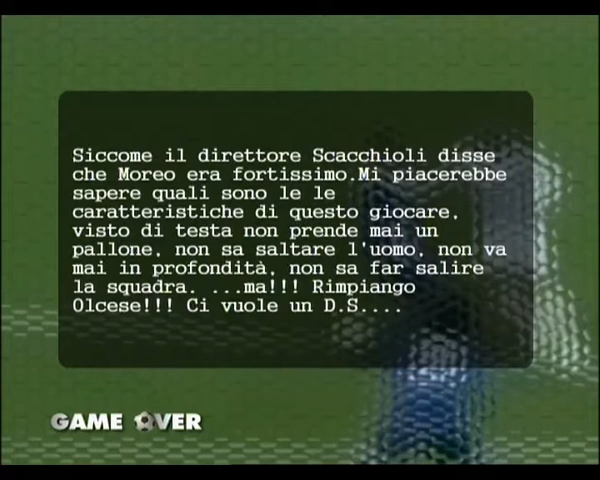 Siccome il direttore Scacchioli disse
che Moreo era fortissimo.Mi piacerebbe
sapere quali sono le le
caratteristiche di questo giocare,
visto di testa non prende mai un
pallone, non sa saltare l'uomo, non va
mai in profondità, non sa far salire
la squadra. ...ma!!! Rimpiango
Olcese!!! Ci vuole un D.S....
GAME OVER